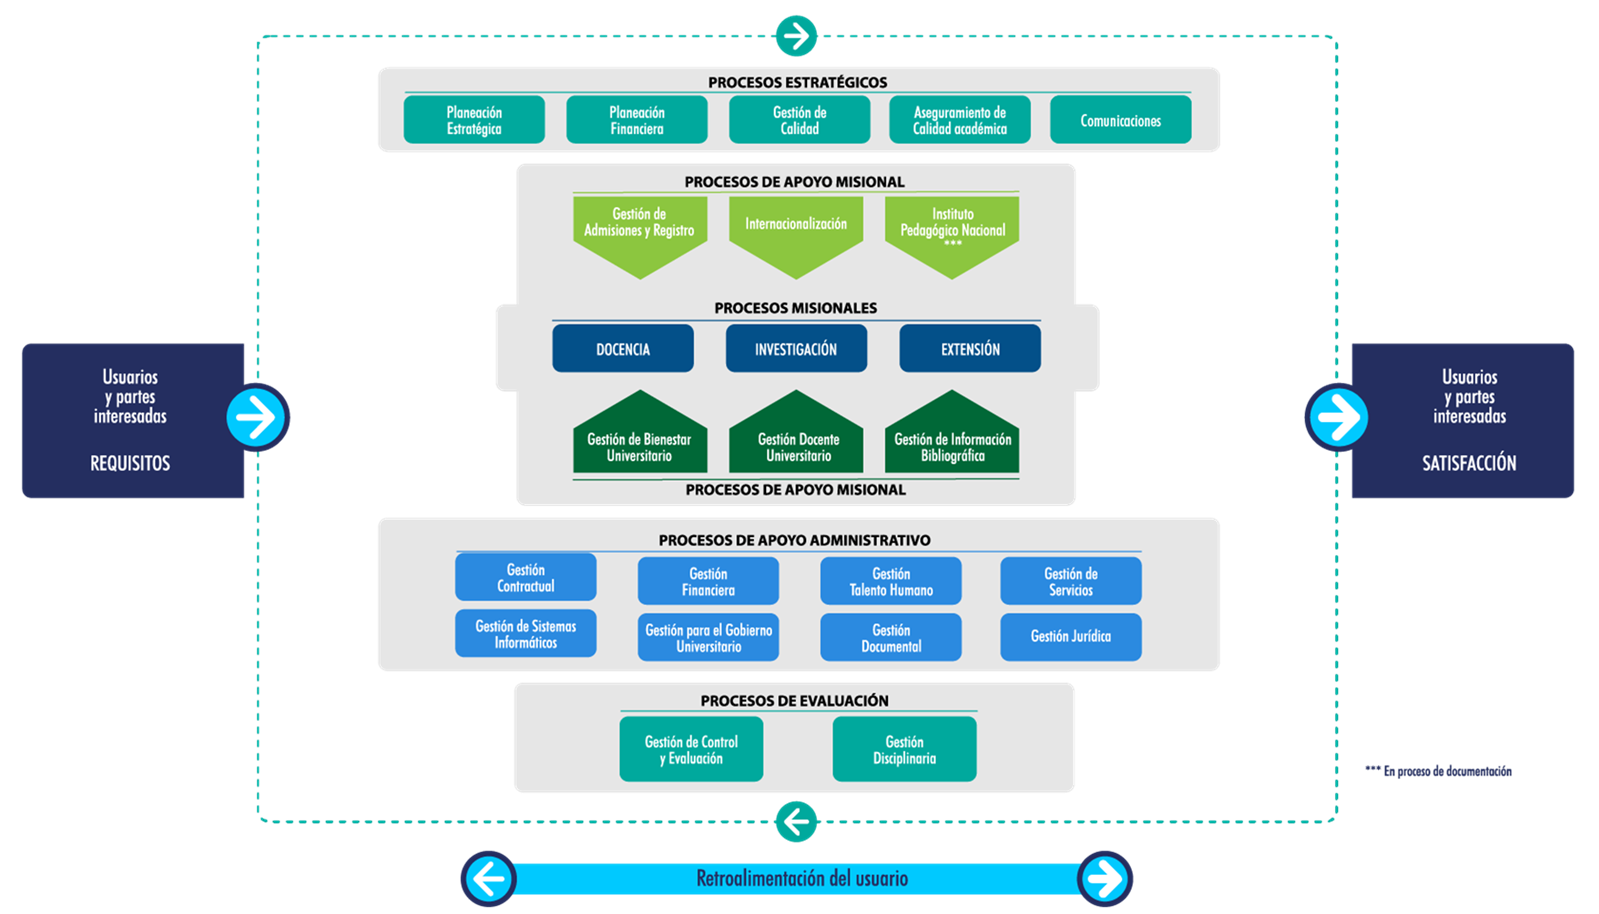 PROCESOS ESTRATÉGICOS
Planeación
Estratégica
Planeación
Financiera
Gestión de
Calidad
Aseguramiento de
Calidad académica
Comunicaciones
PROCESOS DE APOYO MISIONAL
Gestión de
Admisiones y Registro
Internacionalización
Instituto
Pedagógico Nacional
***
PROCESOS MISIONALES
DOCENCIA
INVESTIGACIÓN
EXTENSIÓN
Usuarios
y partes
interesadas
REQUISITOS
Usuarios
y partes
interesadas
SATISFACCIÓN
Gestión de Bienestar
Universitario
Gestión Docente
Universitario
Gestión de Información
Bibliográfica
PROCESOS DE APOYO MISIONAL
PROCESOS DE APOYO ADMINISTRATIVO
Gestión
Contractual
Gestión
Financiera
Gestión
Talento Humano
Gestión de
Servicios
Gestión de Sistemas
Informáticos
Gestión para el Gobierno
Universitario
Gestión
Documental
Gestión Jurídica
PROCESOS DE EVALUACIÓN
Gestión de Control
y Evaluación
Gestión
Disciplinaria
*** En proceso de documentación
Retroalimentación del usuario